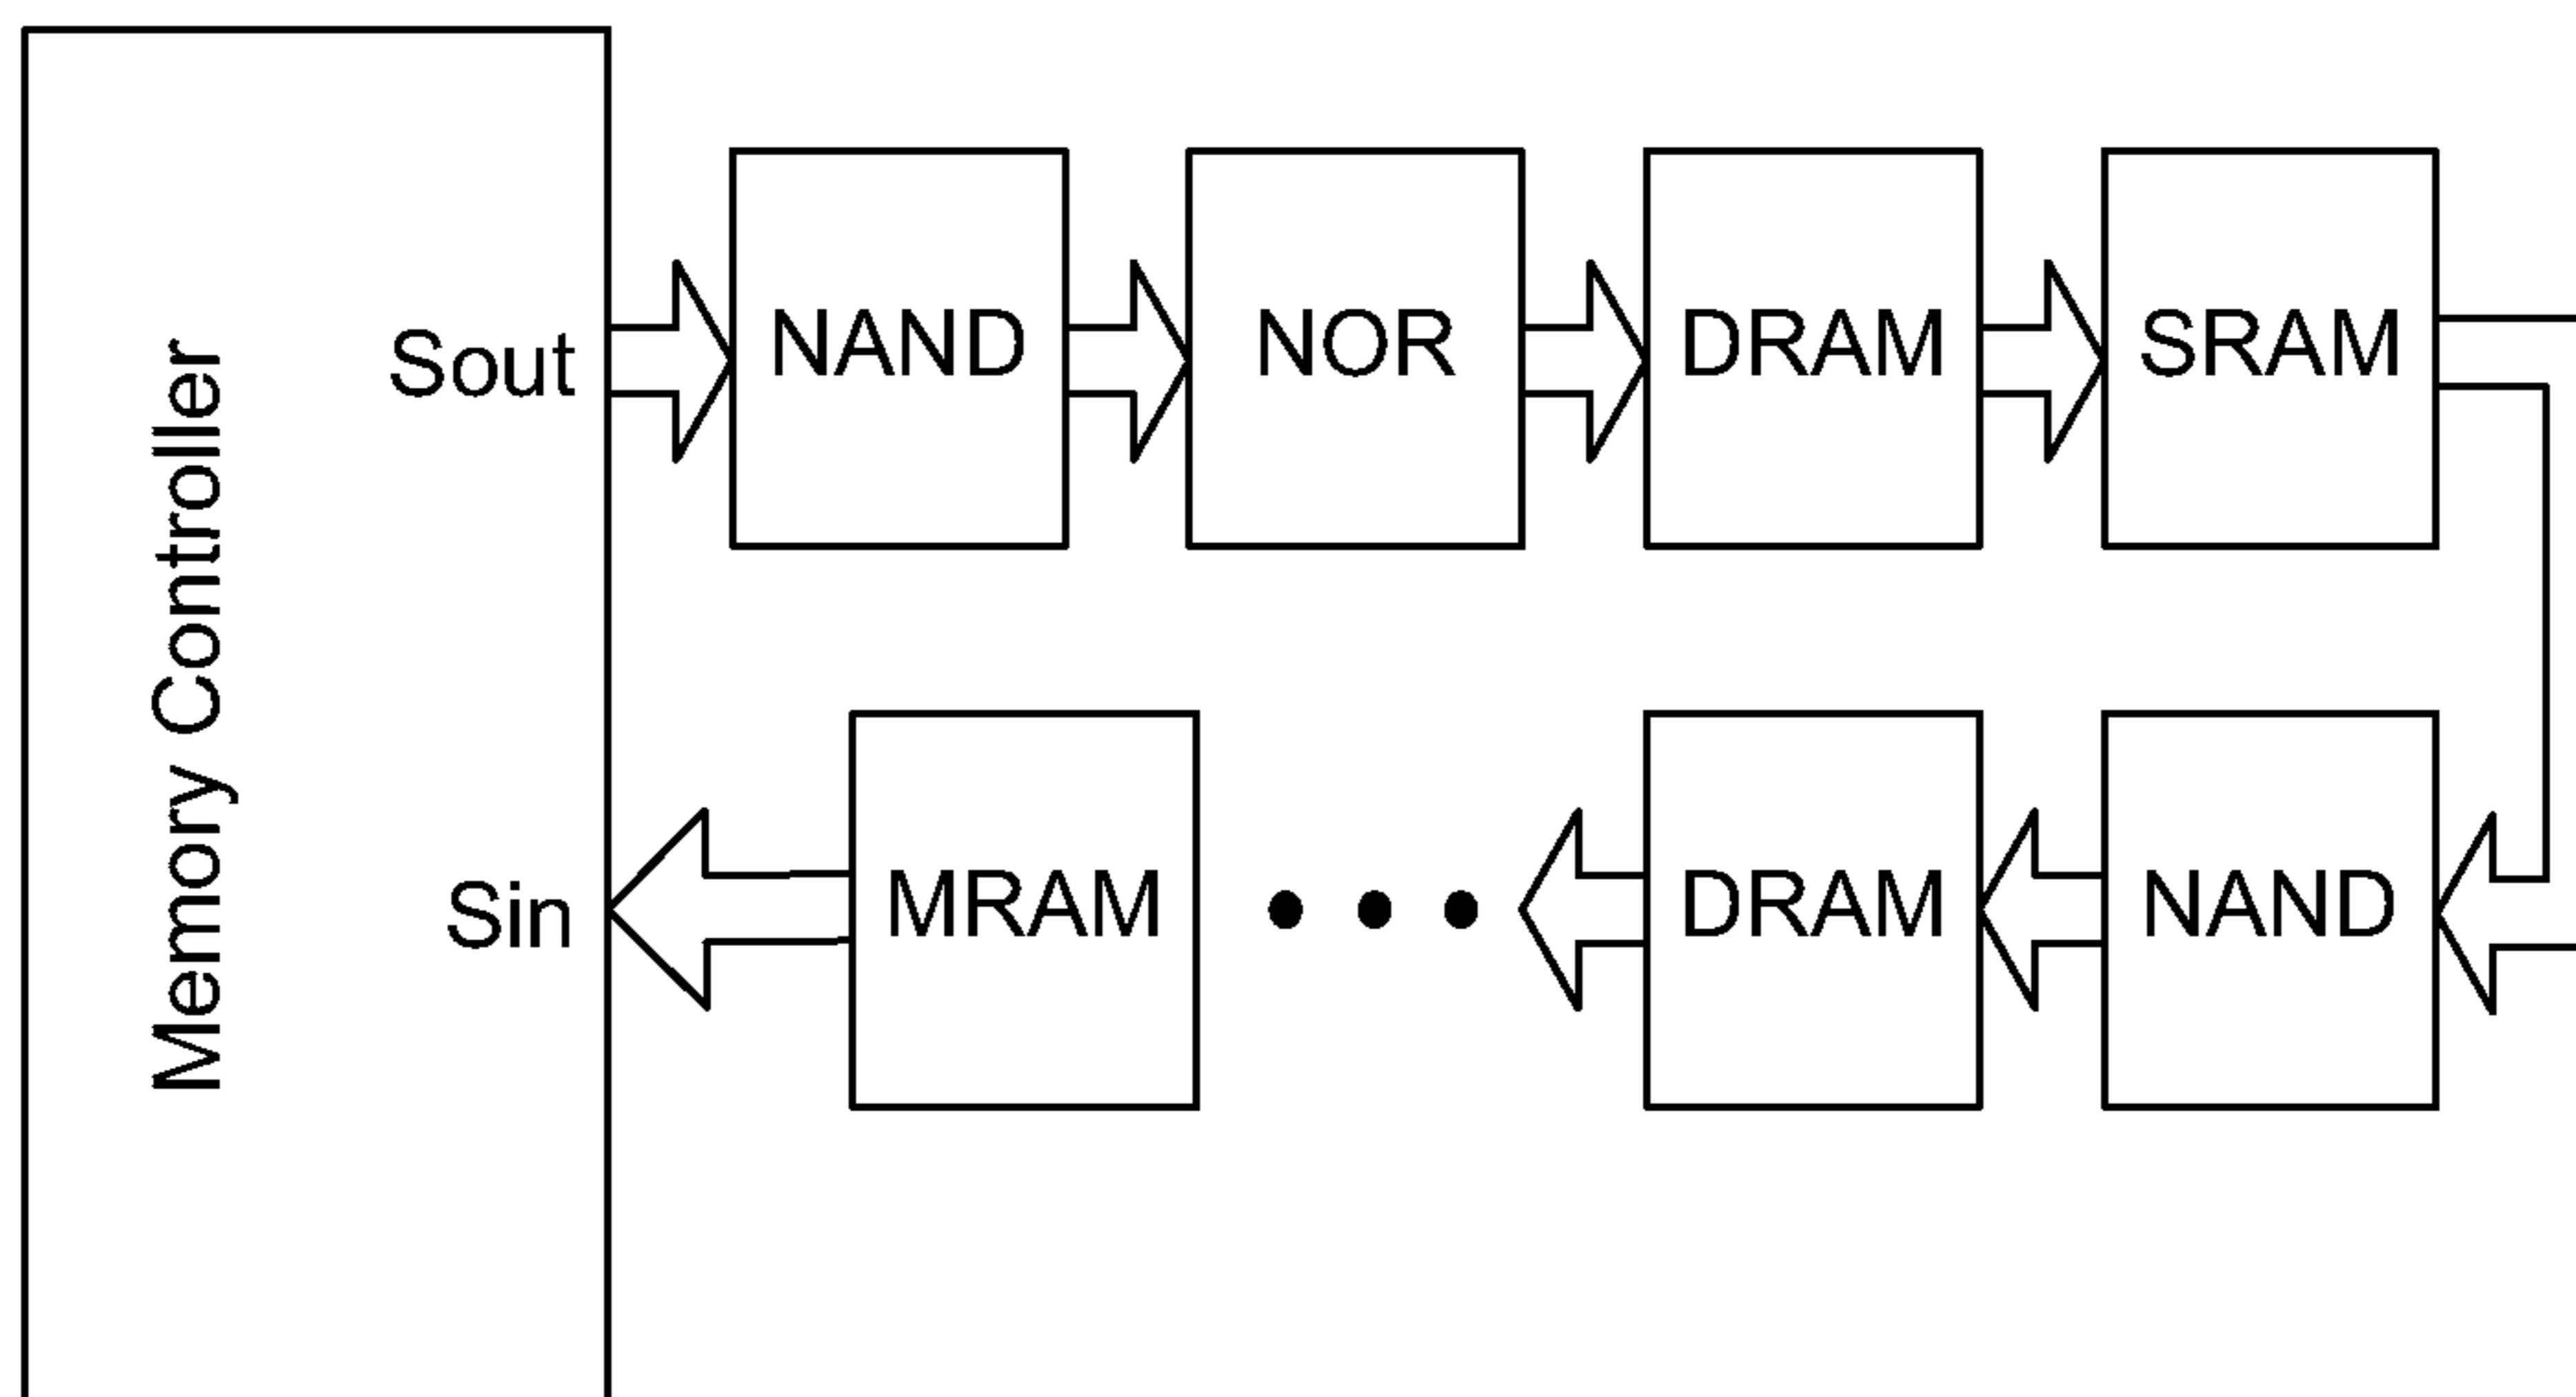 Memory Controller
Sout
NAND
NOR
DRAM
SRAM
Sin
MRAM
DRAM
NAND